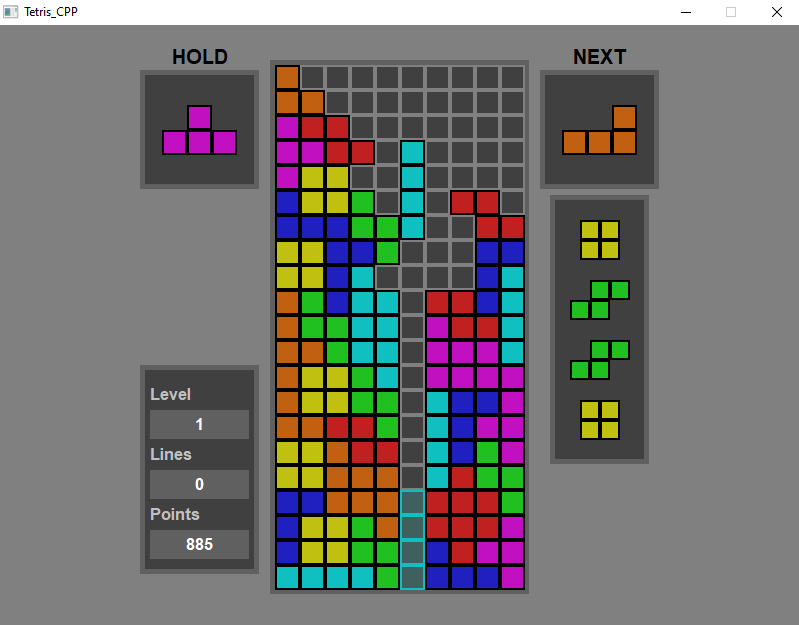 Tetris_CPP
HOLD
NEXT
Level
1
Lines
0
Points
885